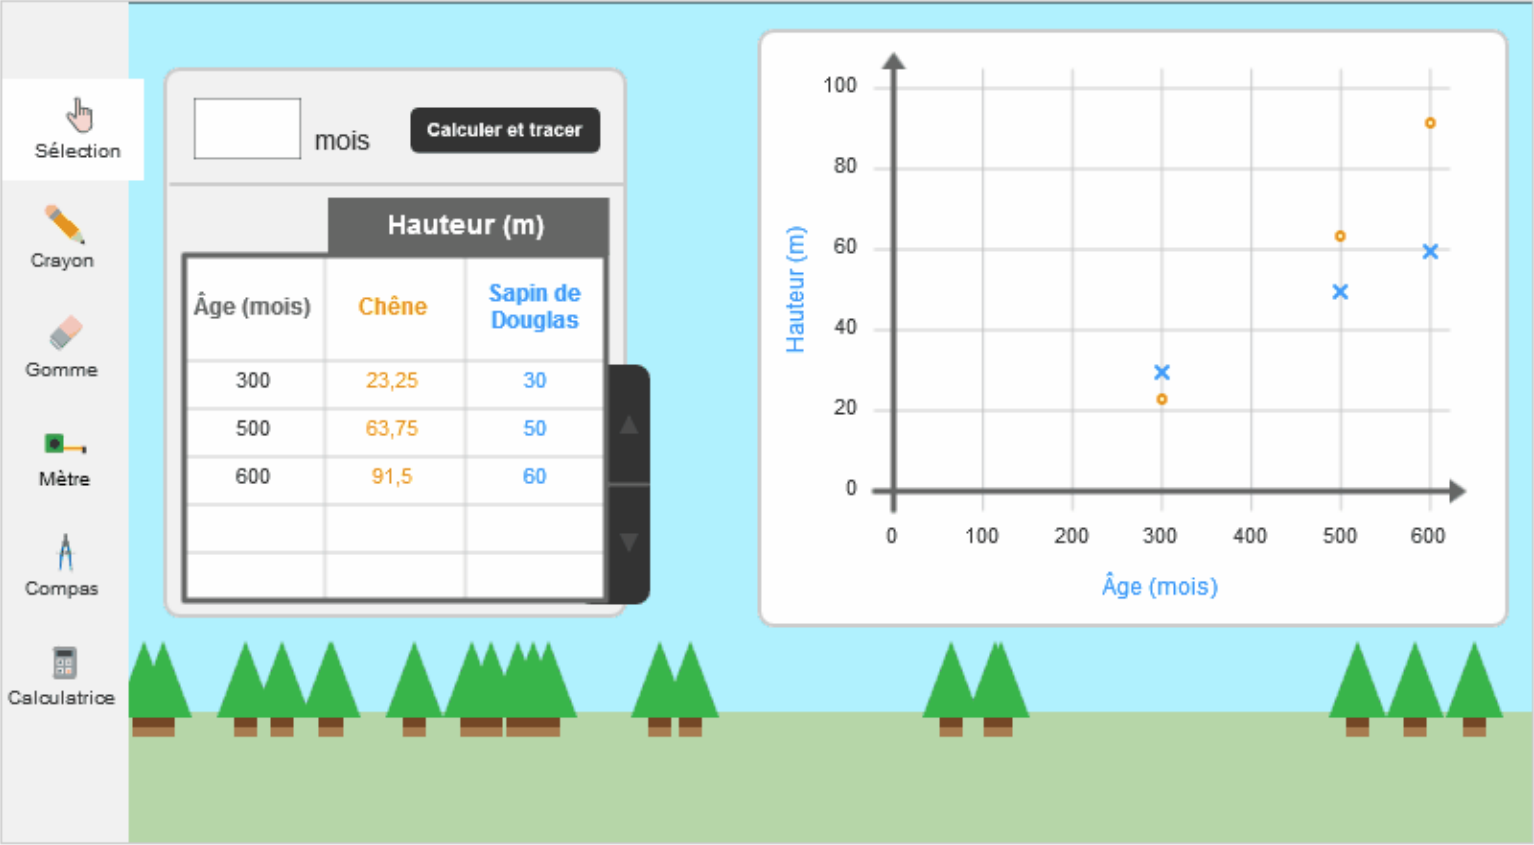 Sélection
Crayon
Gomme
Mètre
Compas
Calculatrice
mois
Calculer et tracer
Hauteur (m)
Âge (mois) Chêne Sapin de Douglas
300 23,25 30
500 63,75 50
600 91,5 60
Hauteur (m)
100
80
60
40
20
0
0 100 200 300 400 500 600
Âge (mois)